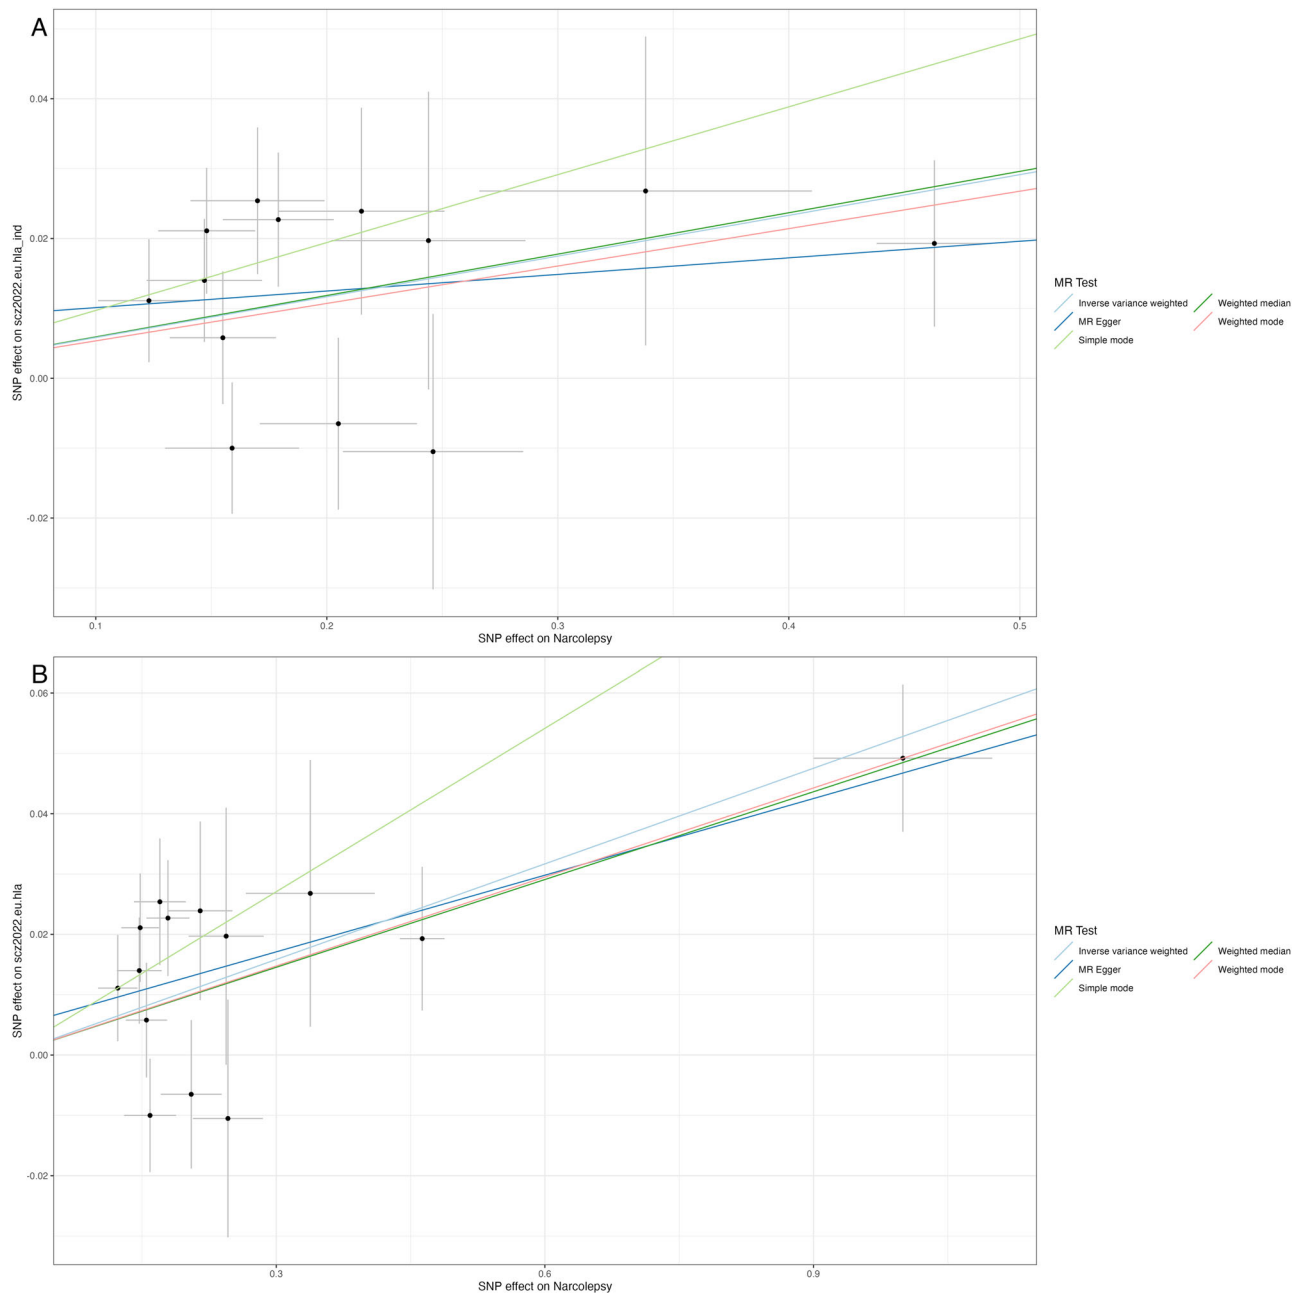 A
0.04
0.02
0.00
-0.02
SNP effect on scz2022.eu.hla_ind
0.1 0.2 0.3 0.4 0.5
SNP effect on Narcolepsy
MR Test
Inverse variance weighted Weighted median
MR Egger Weighted mode
Simple mode
B
0.06
0.04
0.02
0.00
-0.02
SNP effect on scz2022.eu.hla
0.3 0.6 0.9
SNP effect on Narcolepsy
MR Test
Inverse variance weighted Weighted median
MR Egger Weighted mode
Simple mode